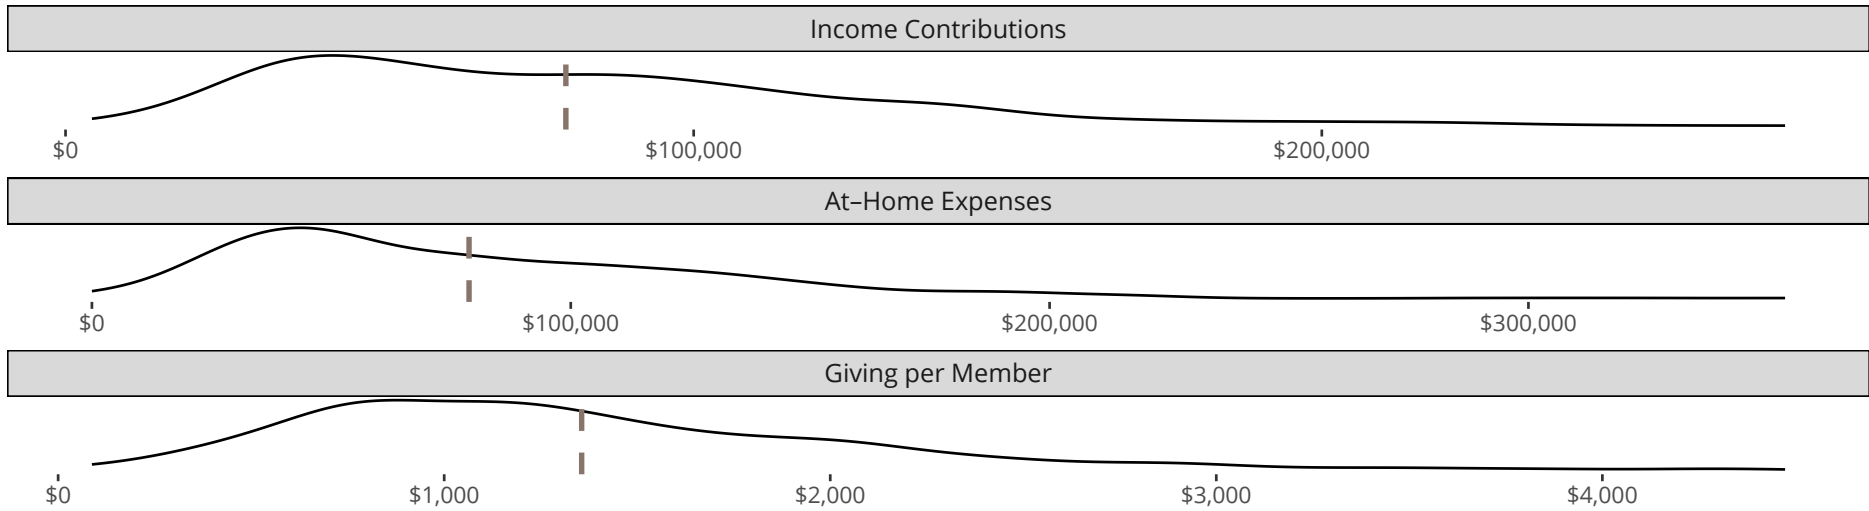 Income Contributions
$0 $100,000 $200,000
At–Home Expenses
$0 $100,000 $200,000 $300,000
Giving per Member
$0 $1,000 $2,000 $3,000 $4,000